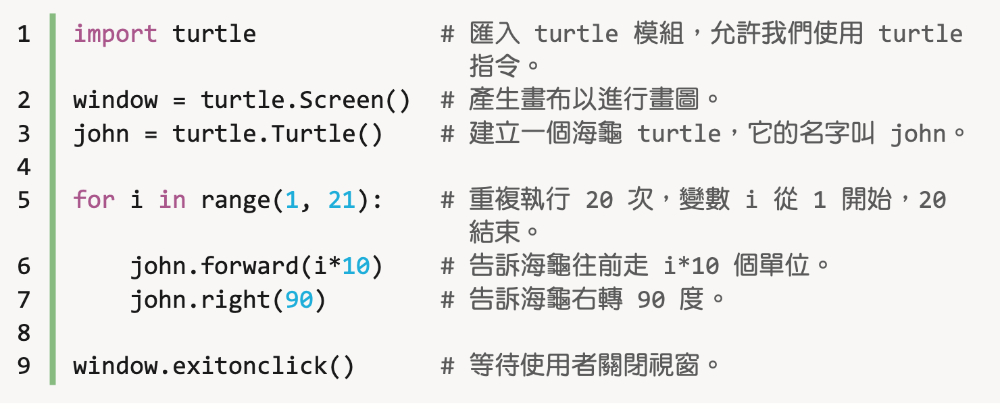 1 import turtle # 匯入 turtle 模組，允許我們使用 turtle
指令。
2 window = turtle.Screen() # 產生畫布以進行畫圖。
3 john = turtle.Turtle() # 建立一個海龜 turtle，它的名字叫 john。
4
5 for i in range(1, 21): # 重複執行 20 次，變數 i 從 1 開始，20
結束。
6     john.forward(i*10) # 告訴海龜往前走 i*10 個單位。
7     john.right(90) # 告訴海龜右轉 90 度。
8
9 window.exitonclick() # 等待使用者關閉視窗。